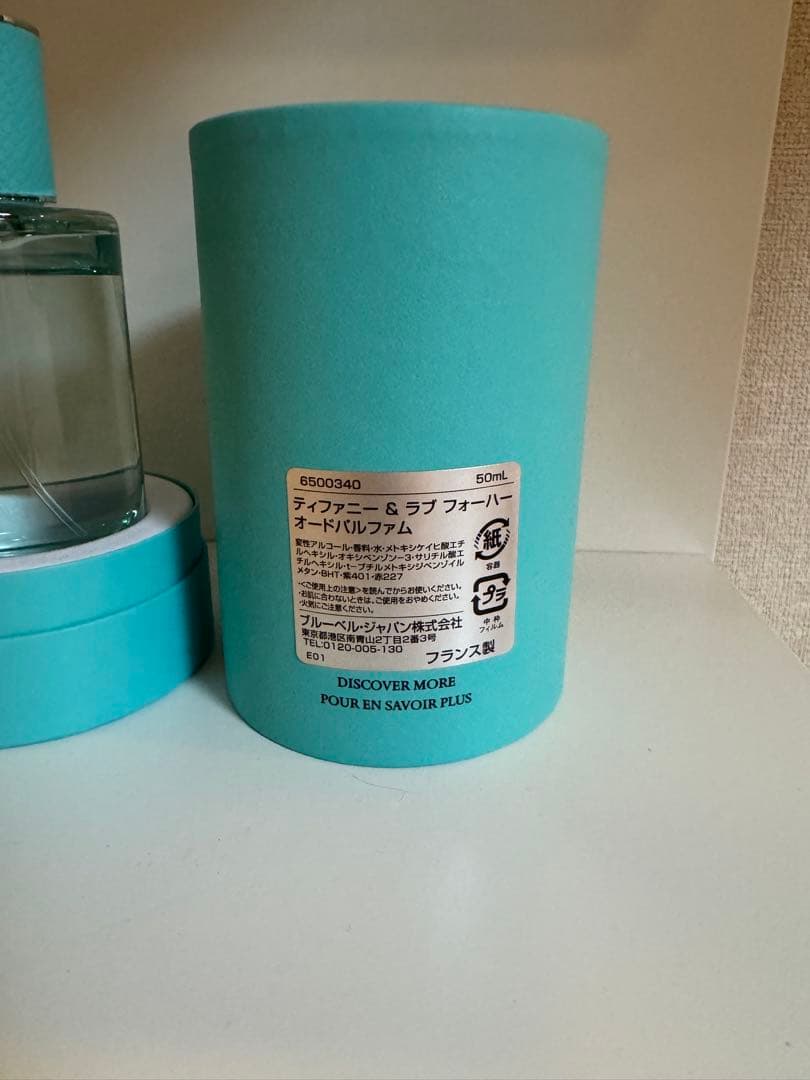 6500340 50mL
ティファニー & ラブ フォーハー
オードパルファム
変性アルコール・香料・水・メトキシケイヒ酸エチ
ルヘキシル・オキシベンゾン-3・サリチル酸エ
チルヘキシル・t-ブチルメトキシジベンゾイル
メタン・BHT・紫401・赤227
・<ご使用上の注意>を読んでからお使いください。
・お肌に合わないときは、ご使用をおやめください。
・火気にご注意ください。
紙
容器
プラ
中枠
フィルム
ブルーベル・ジャパン株式会社
東京都港区南青山2丁目2番3号
TEL:0120-005-130
E01 フランス製
DISCOVER MORE
POUR EN SAVOIR PLUS